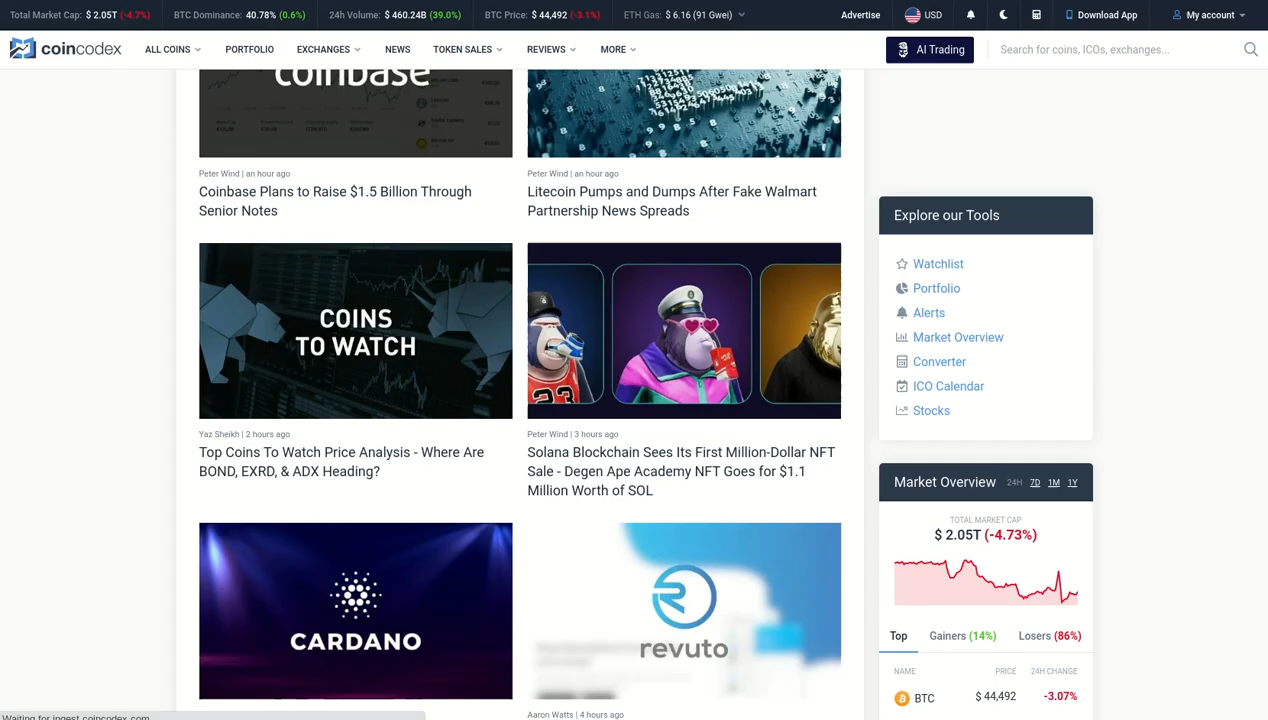 Total Market Cap: $ 2.05T (-4.7%) BTC Dominance: 40.78% (0.6%) 24h Volume: $ 460.24B (39.0%) BTC Price: $ 44,492 (-3.1%) ETH Gas: $ 6.16 (91 Gwei) Advertise USD Download App My account
coincodex ALL COINS PORTFOLIO EXCHANGES NEWS TOKEN SALES REVIEWS MORE AI Trading Search for coins, ICOs, exchanges...
coinbase
Peter Wind | an hour ago
Coinbase Plans to Raise $1.5 Billion Through
Senior Notes
Peter Wind | an hour ago
Litecoin Pumps and Dumps After Fake Walmart
Partnership News Spreads
COINS
TO WATCH
Yaz Sheikh | 2 hours ago
Top Coins To Watch Price Analysis - Where Are
BOND, EXRD, & ADX Heading?
23
Peter Wind | 3 hours ago
Solana Blockchain Sees Its First Million-Dollar NFT
Sale - Degen Ape Academy NFT Goes for $1.1
Million Worth of SOL
CARDANO
revuto
Aaron Watts | 4 hours ago
Explore our Tools
Watchlist
Portfolio
Alerts
Market Overview
Converter
ICO Calendar
Stocks
Market Overview 24H 7D 1M 1Y
TOTAL MARKET CAP
$ 2.05T (-4.73%)
Top Gainers (14%) Losers (86%)
NAME PRICE 24H CHANGE
BTC $ 44,492 -3.07%
Waiting for ingest.coincodex.com